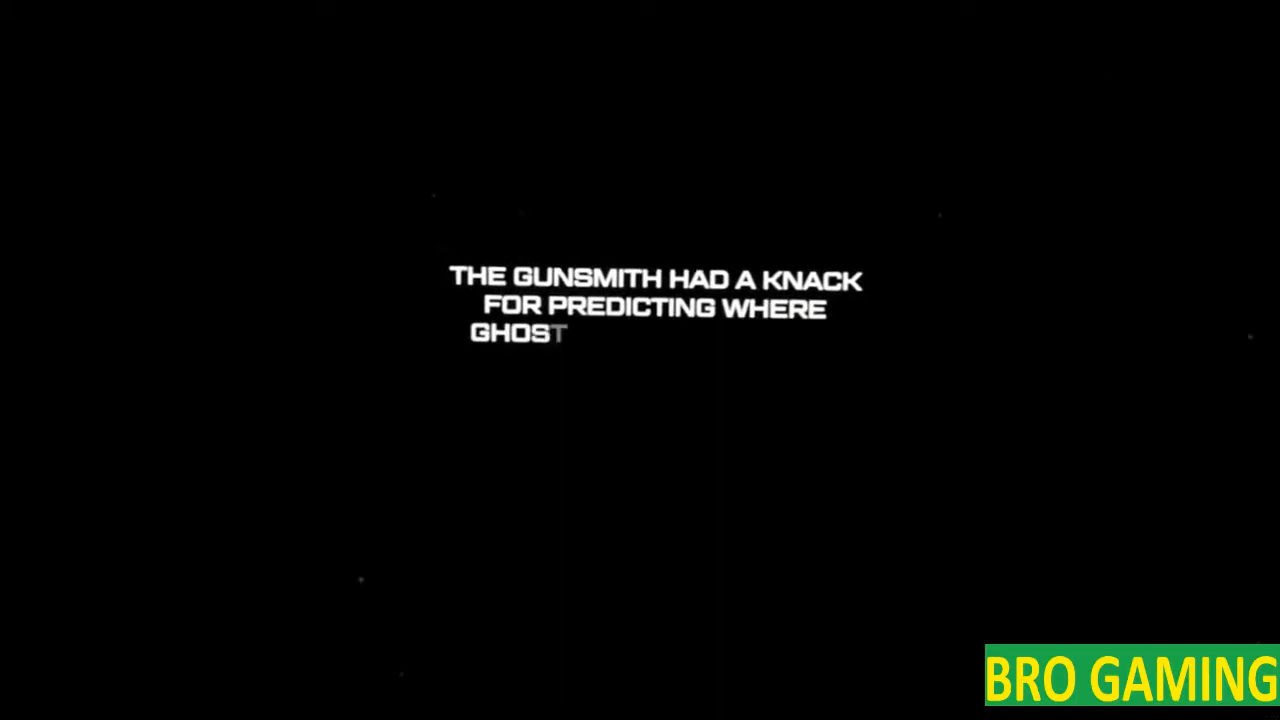 THE GUNSMITH HAD A KNACK
FOR PREDICTING WHERE
GHOST
BRO GAMING